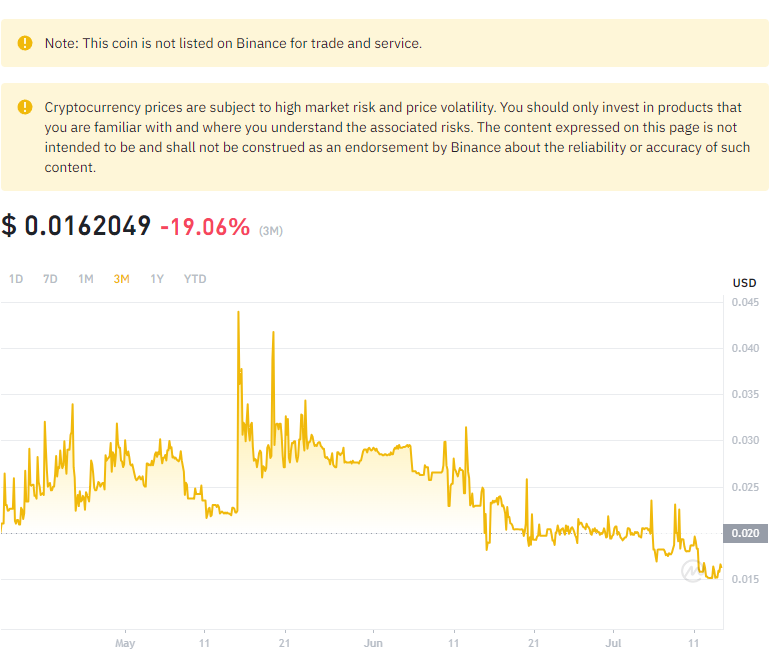 Note: This coin is not listed on Binance for trade and service.
Cryptocurrency prices are subject to high market risk and price volatility. You should only invest in products that
you are familiar with and where you understand the associated risks. The content expressed on this page is not
intended to be and shall not be construed as an endorsement by Binance about the reliability or accuracy of such
content.
$ 0.0162049 -19.06% (3M)
1D 7D 1M 3M 1Y YTD
USD
0.045
0.040
0.035
0.030
0.025
0.020
0.015
May 11 21 Jun 11 21 Jul 11